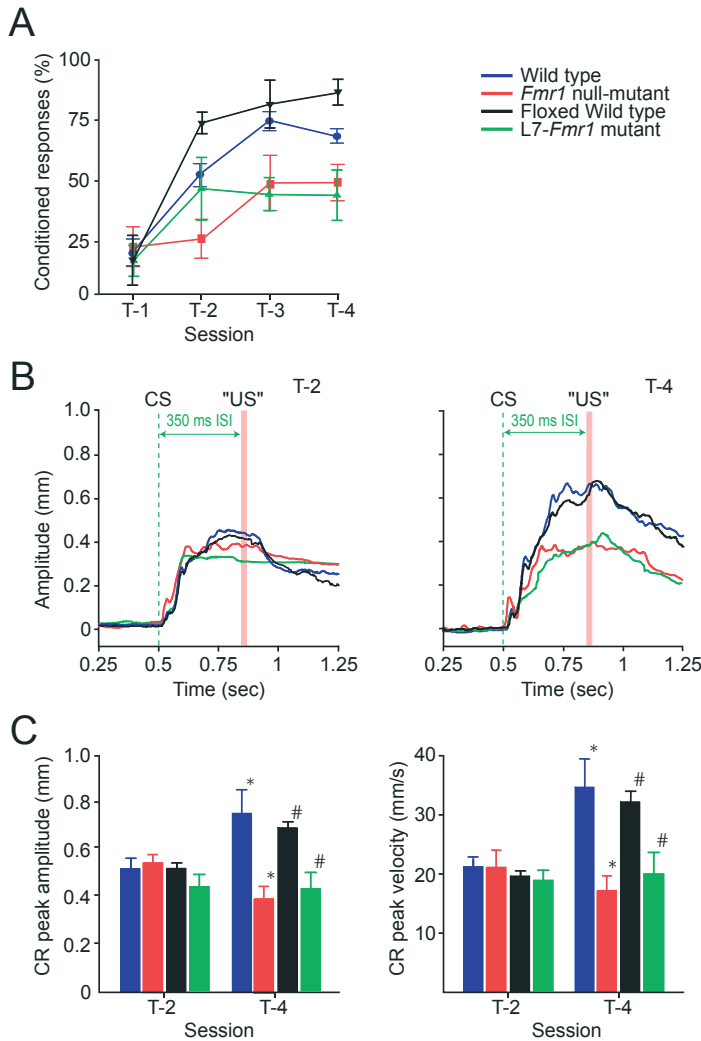 A
Conditioned responses (%)
100
75
50
25
0
T-1 T-2 T-3 T-4
Session
Wild type
Fmr1 null-mutant
Floxed Wild type
L7-Fmr1 mutant
B
T-2
CS "US"
350 ms ISI
Amplitude (mm)
1.0
0.8
0.6
0.4
0.2
0
0.25 0.5 0.75 1 1.25
Time (sec)
T-4
CS "US"
350 ms ISI
0.25 0.5 0.75 1 1.25
Time (sec)
C
CR peak amplitude (mm)
1.0
0.8
0.6
0.4
0.2
0
* * # #
T-2 T-4
Session
CR peak velocity (mm/s)
40
30
20
10
* * # #
T-2 T-4
Session